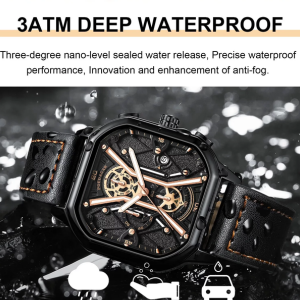 3ATM DEEP WATERPROOF
Three-degree nano-level sealed water release, Precise waterproof
performance, Innovation and enhancement of anti-fog.